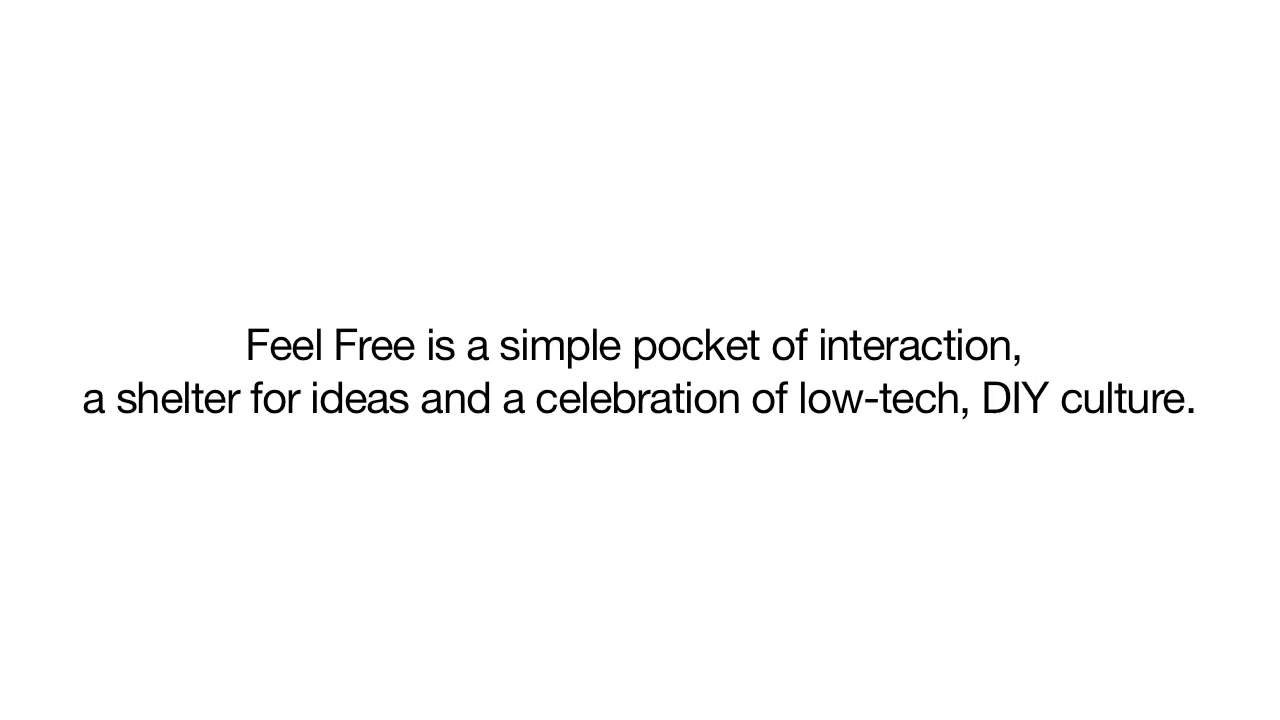 Feel Free is a simple pocket of interaction,
a shelter for ideas and a celebration of low-tech, DIY culture.